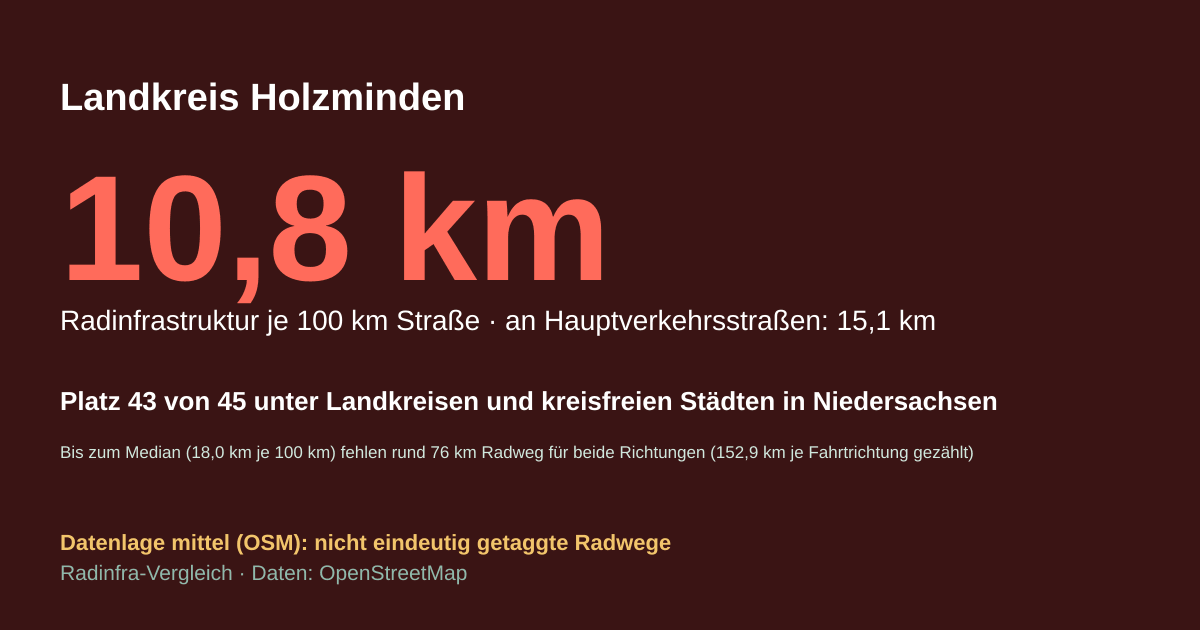 Landkreis Holzminden
10,8 km
Radinfrastruktur je 100 km Straße · an Hauptverkehrsstraßen: 15,1 km
Platz 43 von 45 unter Landkreisen und kreisfreien Städten in Niedersachsen
Bis zum Median (18,0 km je 100 km) fehlen rund 76 km Radweg für beide Richtungen (152,9 km je Fahrtrichtung gezählt)
Datenlage mittel (OSM): nicht eindeutig getaggte Radwege
Radinfra-Vergleich · Daten: OpenStreetMap